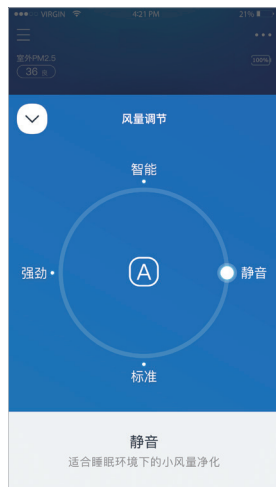 VIRGIN 4:21 PM 21%
室外PM2.5
36 优
100%
风量调节
智能
强劲
A
静音
标准
静音
适合睡眠环境下的小风量净化